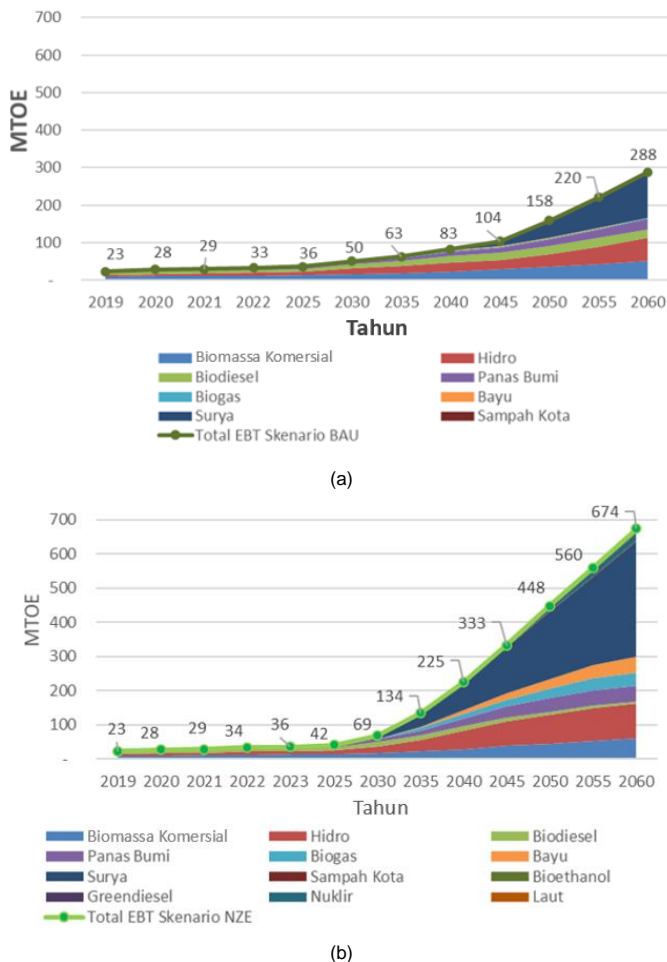 700
600
500
400
300
200
100
-
MTOE
23 28 29 33 36 50 63 83 104 158 220 288
2019 2020 2021 2022 2025 2030 2035 2040 2045 2050 2055 2060
Tahun
Biomassa Komersial Hidro
Biodiesel Panas Bumi
Biogas Bayu
Surya Sampah Kota
Total EBT Skenario BAU
(a)
700
600
500
400
300
200
100
-
MTOE
23 28 29 34 36 42 69 134 225 333 448 560 674
2019 2020 2021 2022 2023 2025 2030 2035 2040 2045 2050 2055 2060
Tahun
Biomassa Komersial Hidro Biodiesel
Panas Bumi Biogas Bayu
Surya Sampah Kota Bioethanol
Greendiesel Nuklir Laut
Total EBT Skenario NZE
(b)